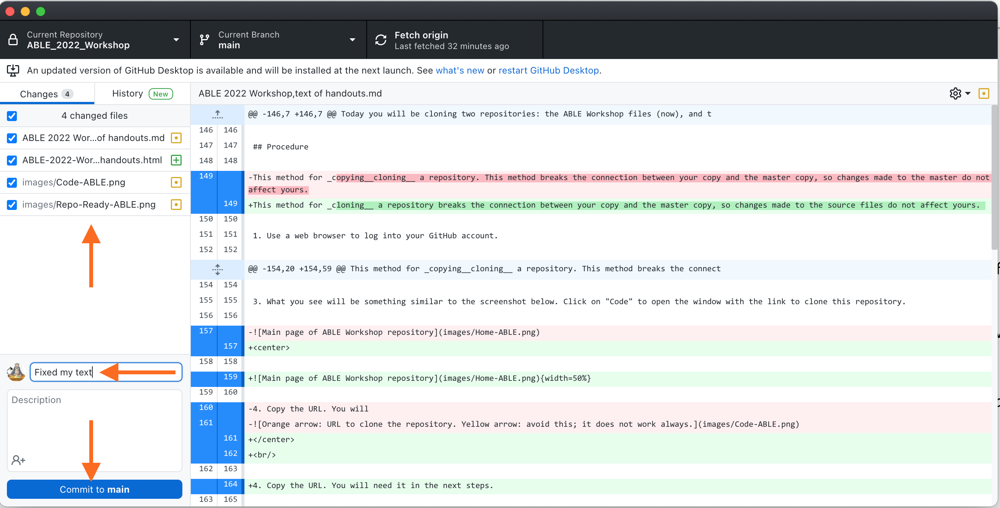 Current Repository
ABLE_2022_Workshop
Current Branch
main
Fetch origin
Last fetched 32 minutes ago
An updated version of GitHub Desktop is available and will be installed at the next launch. See what's new or restart GitHub Desktop.
Changes 4
History New
ABLE 2022 Workshop,text of handouts.md
4 changed files
ABLE 2022 Wor...of handouts.md
ABLE-2022-Wor...handouts.html
images/Code-ABLE.png
images/Repo-Ready-ABLE.png
Fixed my text
Description
Commit to main
@@ -146,7 +146,7 @@ Today you will be cloning two repositories: the ABLE Workshop files (now), and t
146 146
147 147 ## Procedure
148 148
149 -This method for _copying__cloning__ a repository. This method breaks the connection between your copy and the master copy, so changes made to the master do not
affect yours.
149 +This method for _cloning__ a repository breaks the connection between your copy and the master copy, so changes made to the source files do not affect yours.
150 150
151 151 1. Use a web browser to log into your GitHub account.
152 152
@@ -154,20 +154,59 @@ This method for _copying__cloning__ a repository. This method breaks the connect
154 154
155 155 3. What you see will be something similar to the screenshot below. Click on "Code" to open the window with the link to clone this repository.
156 156
157 -![Main page of ABLE Workshop repository](images/Home-ABLE.png)
157 +<center>
158 158
159 +![Main page of ABLE Workshop repository](images/Home-ABLE.png){width=50%}
159 160
160 -4. Copy the URL. You will
161 -![Orange arrow: URL to clone the repository. Yellow arrow: avoid this; it does not work always.](images/Code-ABLE.png)
161 +</center>
162 +<br/>
162 163
164 +4. Copy the URL. You will need it in the next steps.
163 165